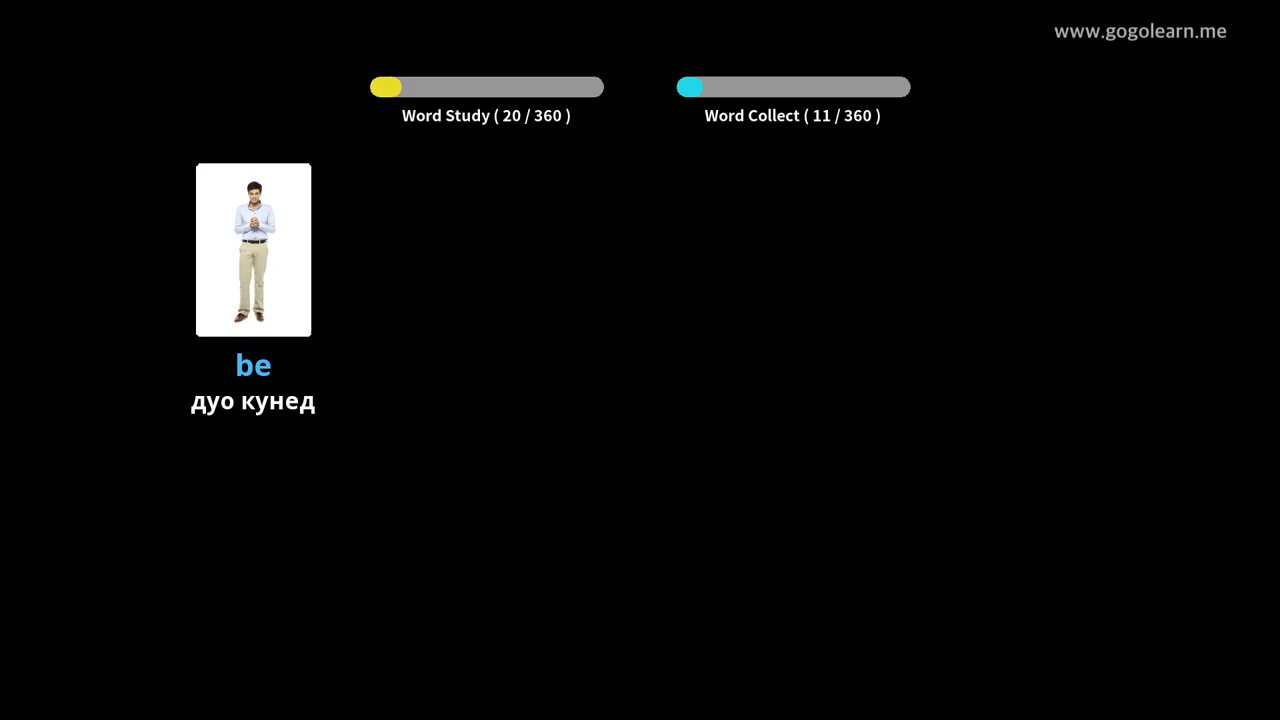 www.gogolearn.me
Word Study ( 20 / 360 )
Word Collect ( 11 / 360 )
be
дуо кунед